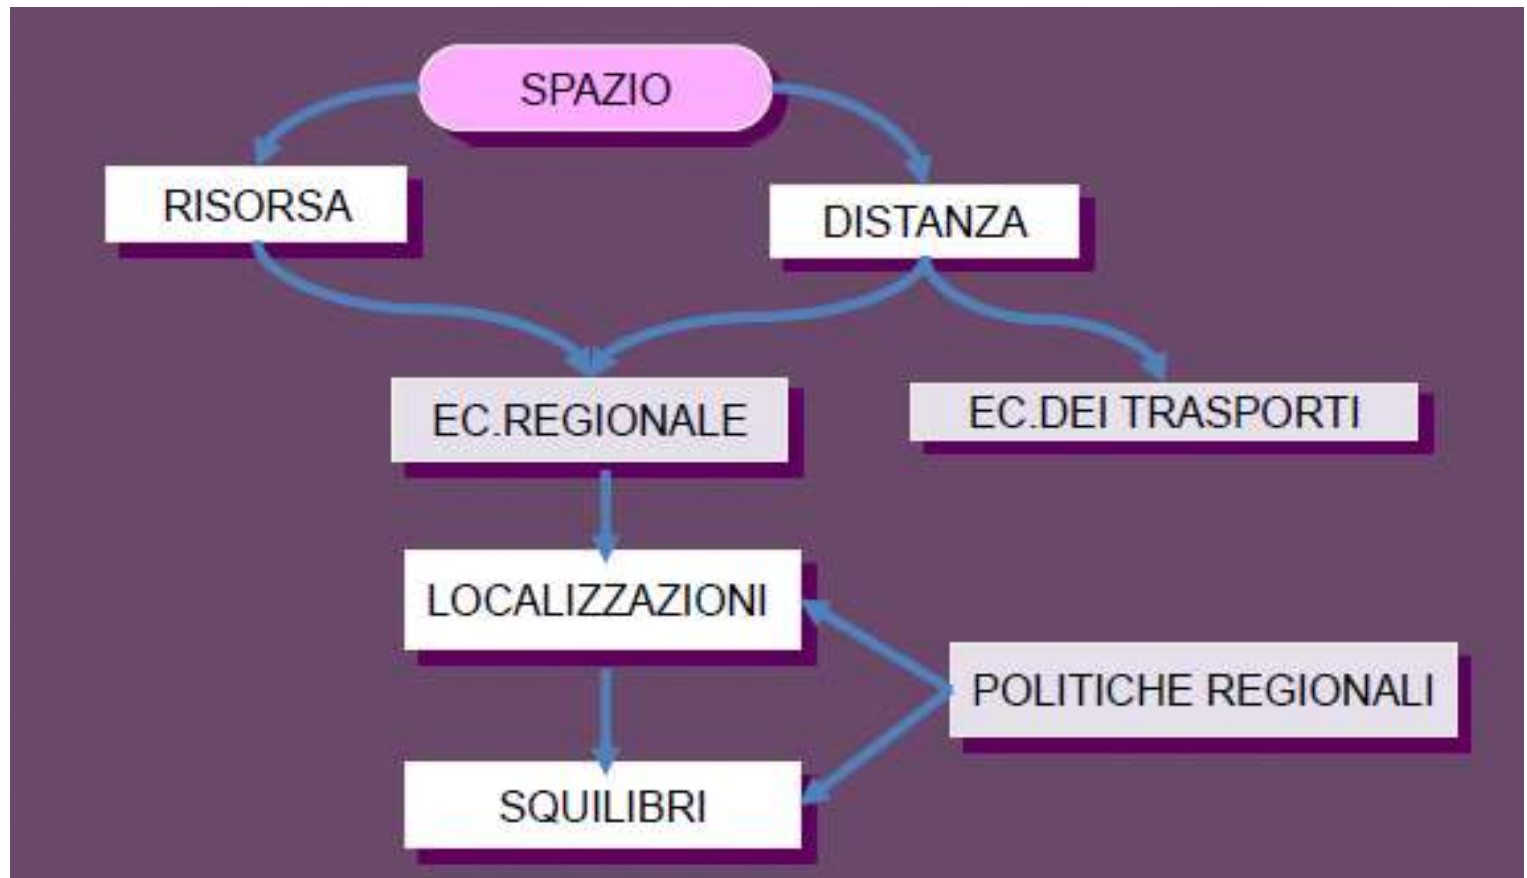 SPAZIO
RISORSA
DISTANZA
EC.REGIONALE
EC.DEI TRASPORTI
LOCALIZZAZIONI
POLITICHE REGIONALI
SQUILIBRI